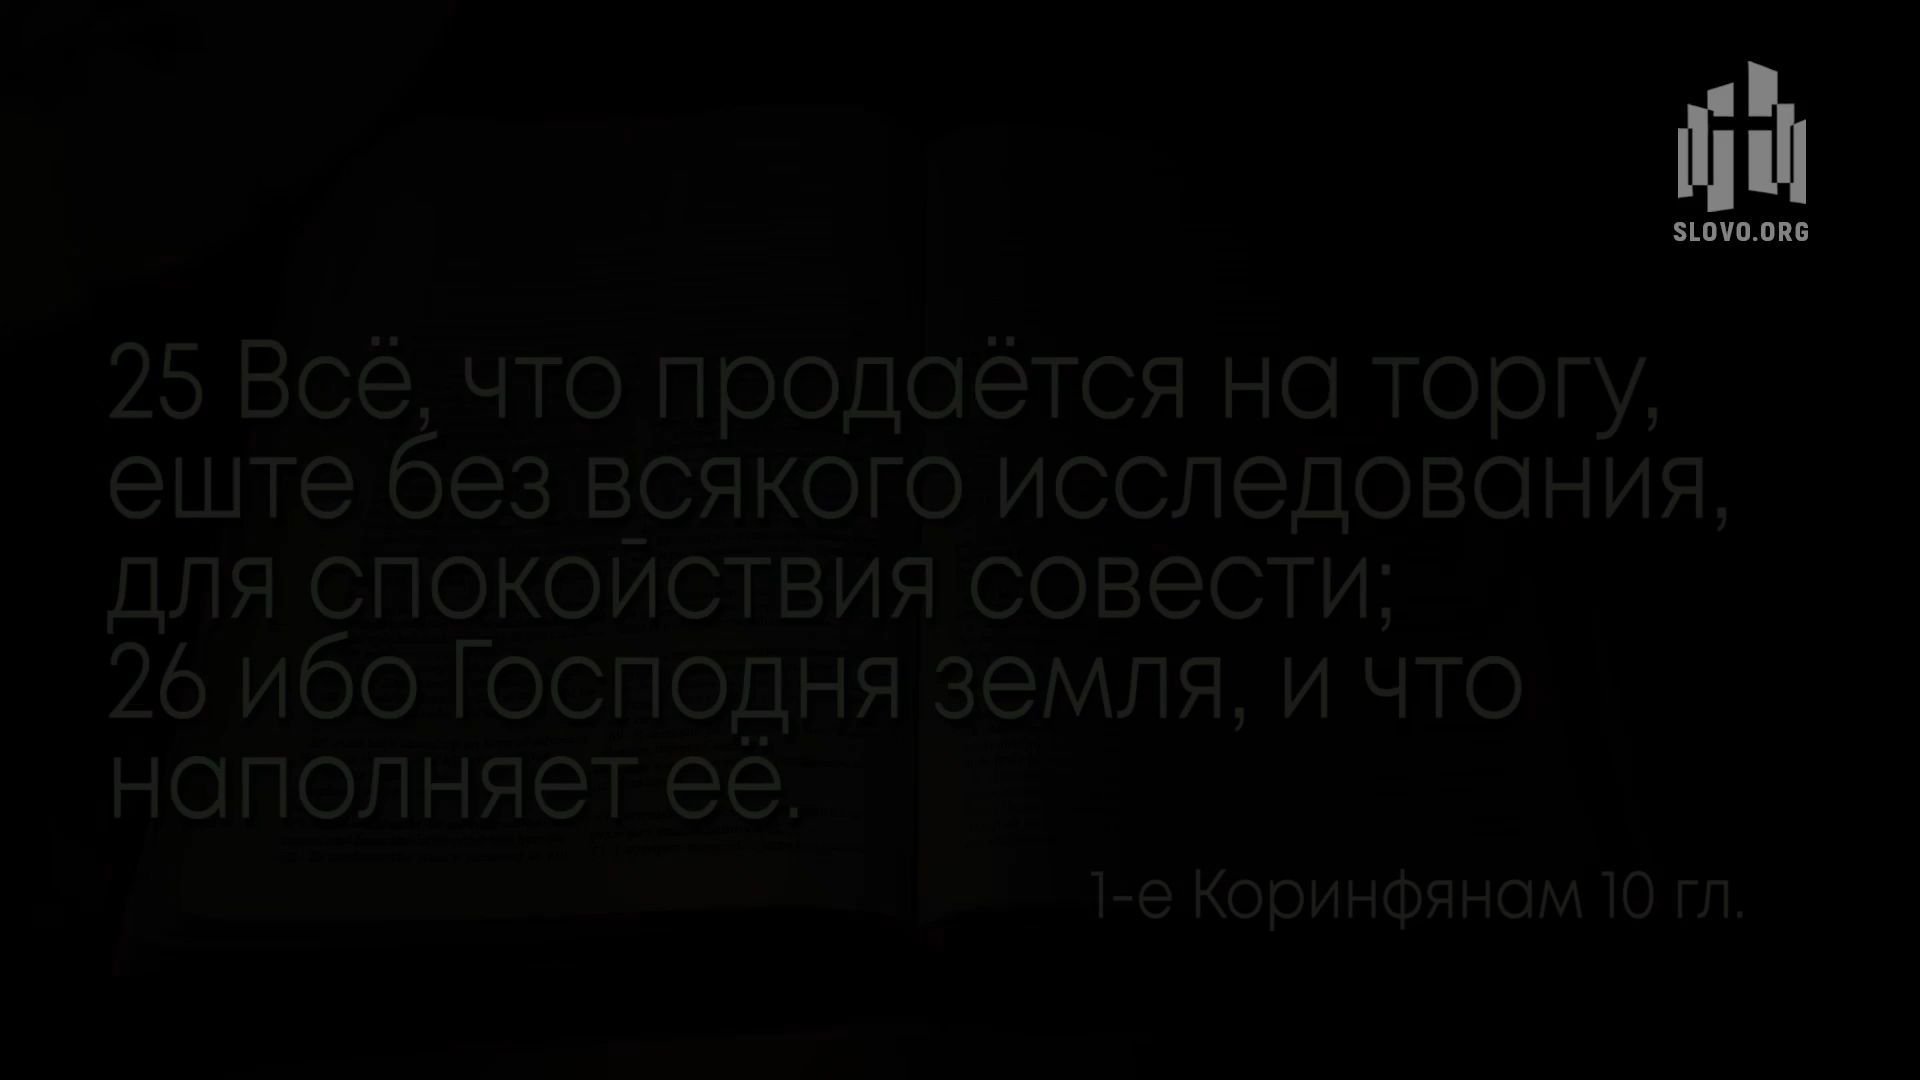 SLOVO.ORG
25 Всё, что продаётся на торгу,
еште без всякого исследования,
для спокойствия совести;
26 ибо Господня земля, и что
наполняет её.
1-е Коринфянам 10 гл.